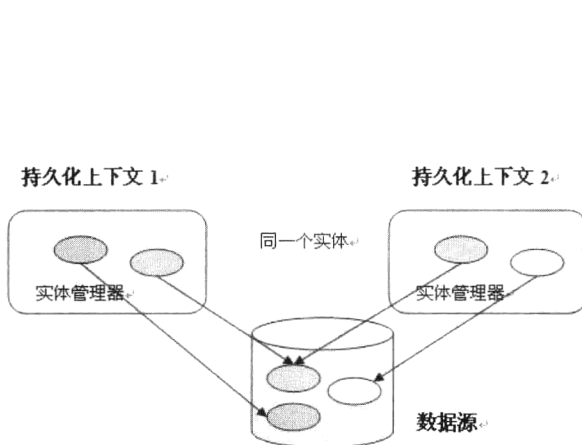 持久化上下文 1
持久化上下文 2
同一个实体
实体管理器
实体管理器
数据源